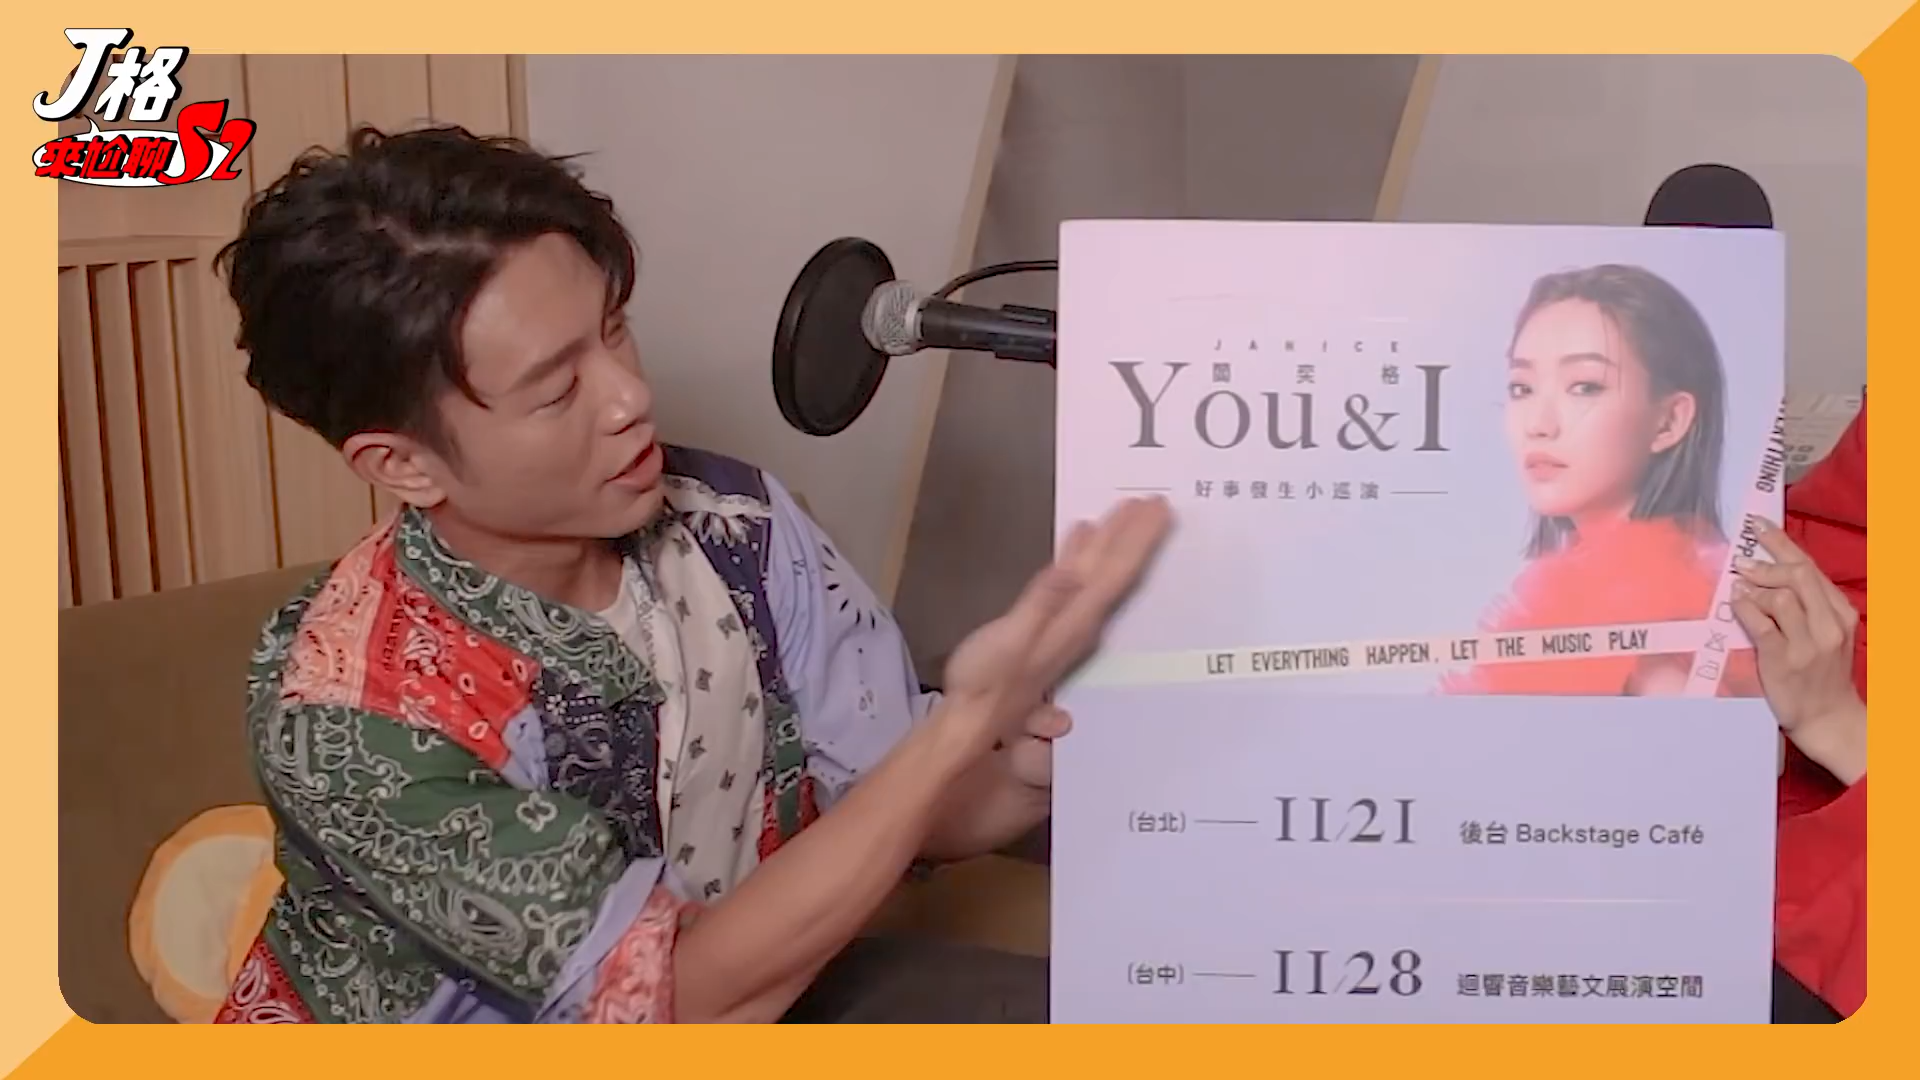 J格
來尬聊S2
JANICE
閻奕格
You&I
好事發生小巡演
LET EVERYTHING HAPPEN, LET THE MUSIC PLAY
(台北) 11/21 後台 Backstage Café
(台中) 11/28 迴響音樂藝文展演空間